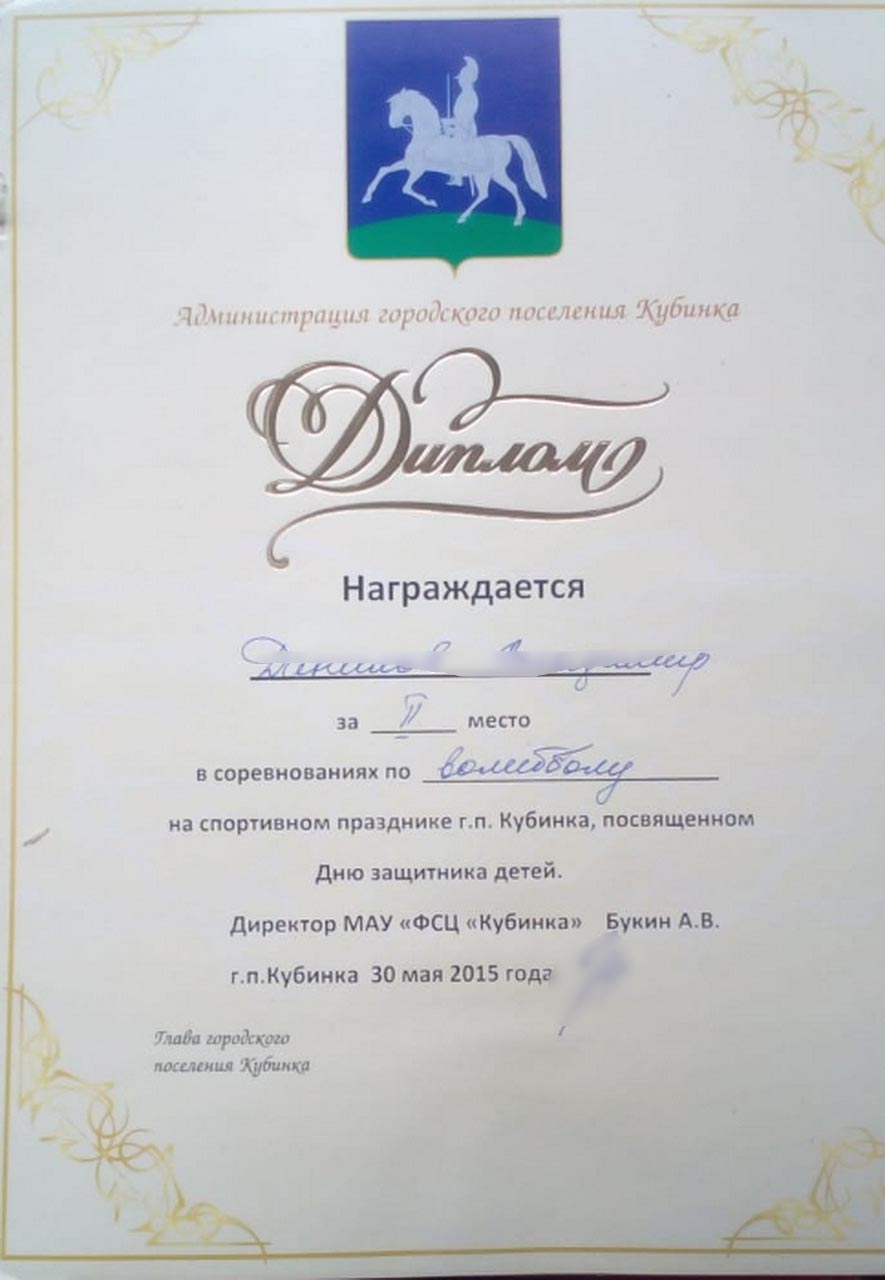 Администрация городского поселения Кубинка
Диплом
Награждается
за II место
в соревнованиях по волейболу
на спортивном празднике г.п. Кубинка, посвященном
Дню защитника детей.
Директор МАУ «ФСЦ «Кубинка» Букин А.В.
г.п.Кубинка 30 мая 2015 года
Глава городского
поселения Кубинка